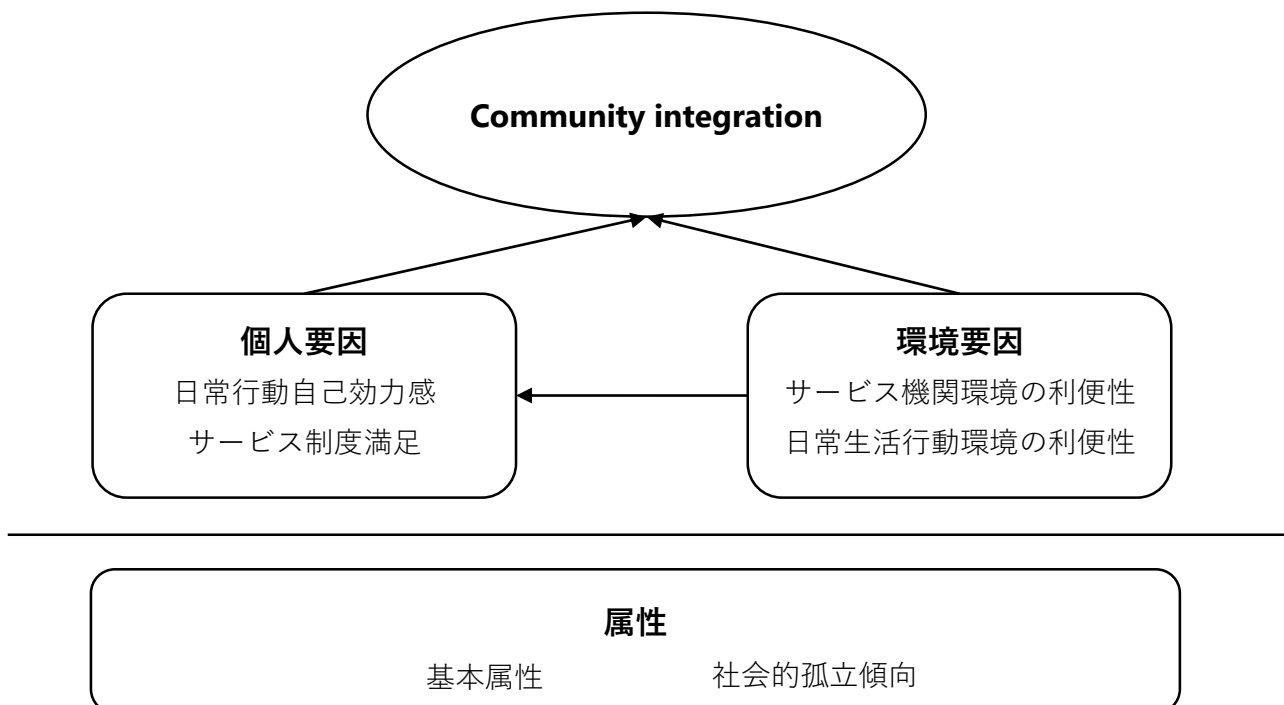 Community integration
個人要因
日常行動自己効力感
サービス制度満足
環境要因
サービス機関環境の利便性
日常生活行動環境の利便性
属性
基本属性
社会的孤立傾向